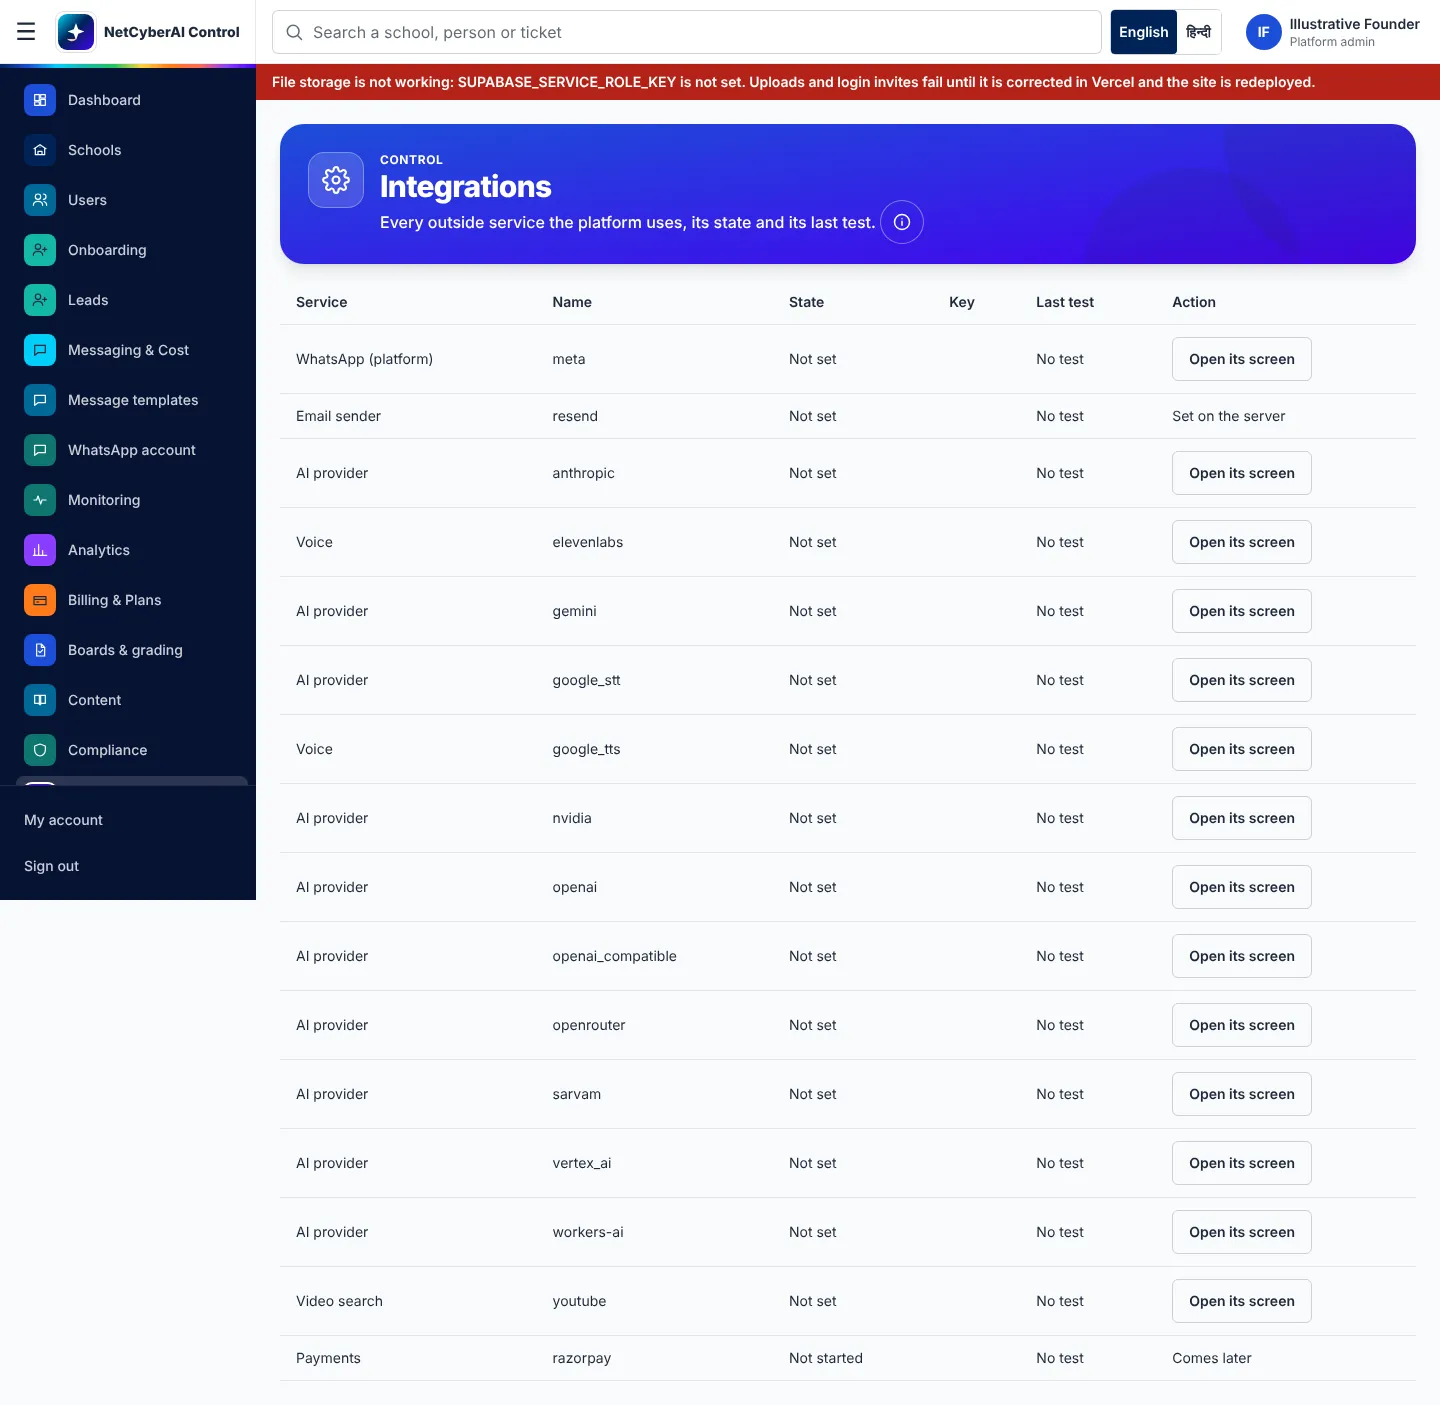 NetCyberAI Control
Search a school, person or ticket
English हिन्दी
IF
Illustrative Founder
Platform admin
File storage is not working: SUPABASE_SERVICE_ROLE_KEY is not set. Uploads and login invites fail until it is corrected in Vercel and the site is redeployed.
Dashboard
Schools
Users
Onboarding
Leads
Messaging & Cost
Message templates
WhatsApp account
Monitoring
Analytics
Billing & Plans
Boards & grading
Content
Compliance
My account
Sign out
CONTROL
Integrations
Every outside service the platform uses, its state and its last test.
Service Name State Key Last test Action
WhatsApp (platform) meta Not set No test Open its screen
Email sender resend Not set No test Set on the server
AI provider anthropic Not set No test Open its screen
Voice elevenlabs Not set No test Open its screen
AI provider gemini Not set No test Open its screen
AI provider google_stt Not set No test Open its screen
Voice google_tts Not set No test Open its screen
AI provider nvidia Not set No test Open its screen
AI provider openai Not set No test Open its screen
AI provider openai_compatible Not set No test Open its screen
AI provider openrouter Not set No test Open its screen
AI provider sarvam Not set No test Open its screen
AI provider vertex_ai Not set No test Open its screen
AI provider workers-ai Not set No test Open its screen
Video search youtube Not set No test Open its screen
Payments razorpay Not started No test Comes later